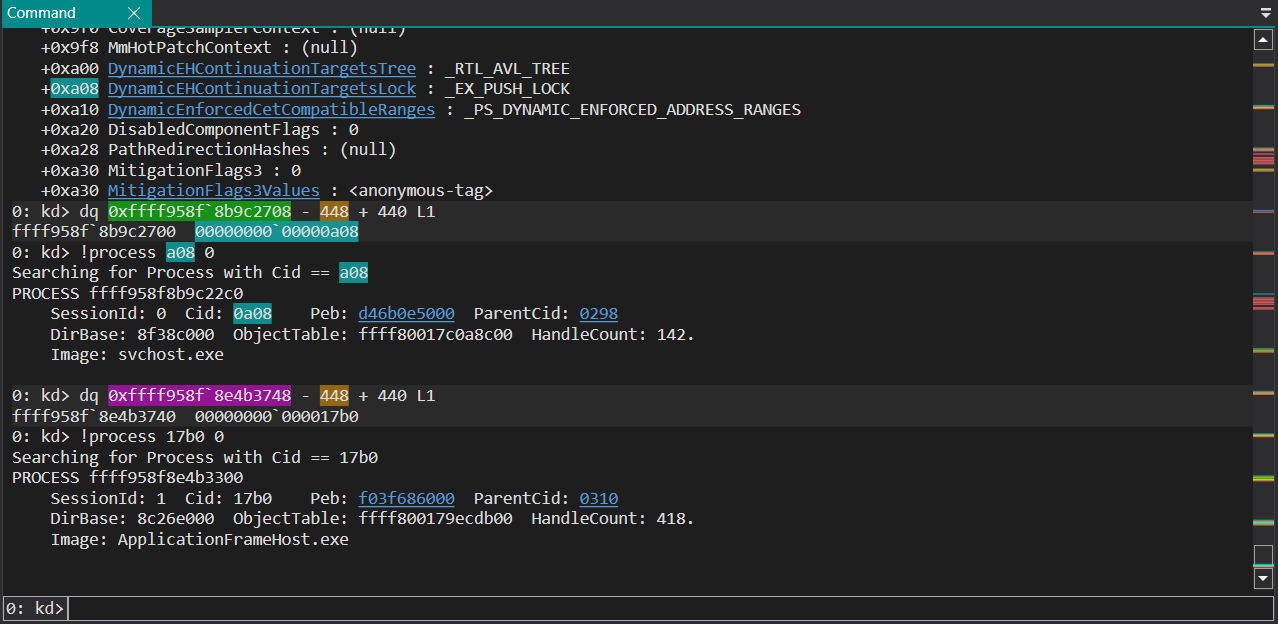 Command
+0x9f0 CoverageSamplerContext : (null)
+0x9f8 MmHotPatchContext : (null)
+0xa00 DynamicEHContinuationTargetsTree : _RTL_AVL_TREE
+0xa08 DynamicEHContinuationTargetsLock : _EX_PUSH_LOCK
+0xa10 DynamicEnforcedCetCompatibleRanges : _PS_DYNAMIC_ENFORCED_ADDRESS_RANGES
+0xa20 DisabledComponentFlags : 0
+0xa28 PathRedirectionHashes : (null)
+0xa30 MitigationFlags3 : 0
+0xa30 MitigationFlags3Values : <anonymous-tag>
0: kd> dq 0xffff958f`8b9c2708 - 448 + 440 L1
ffff958f`8b9c2700  00000000`00000a08
0: kd> !process a08 0
Searching for Process with Cid == a08
PROCESS ffff958f8b9c22c0
SessionId: 0  Cid: 0a08    Peb: d46b0e5000  ParentCid: 0298
DirBase: 8f38c000  ObjectTable: ffff80017c0a8c00  HandleCount: 142.
Image: svchost.exe
0: kd> dq 0xffff958f`8e4b3748 - 448 + 440 L1
ffff958f`8e4b3740  00000000`000017b0
0: kd> !process 17b0 0
Searching for Process with Cid == 17b0
PROCESS ffff958f8e4b3300
SessionId: 1  Cid: 17b0    Peb: f03f686000  ParentCid: 0310
DirBase: 8c26e000  ObjectTable: ffff800179ecdb00  HandleCount: 418.
Image: ApplicationFrameHost.exe
0: kd>